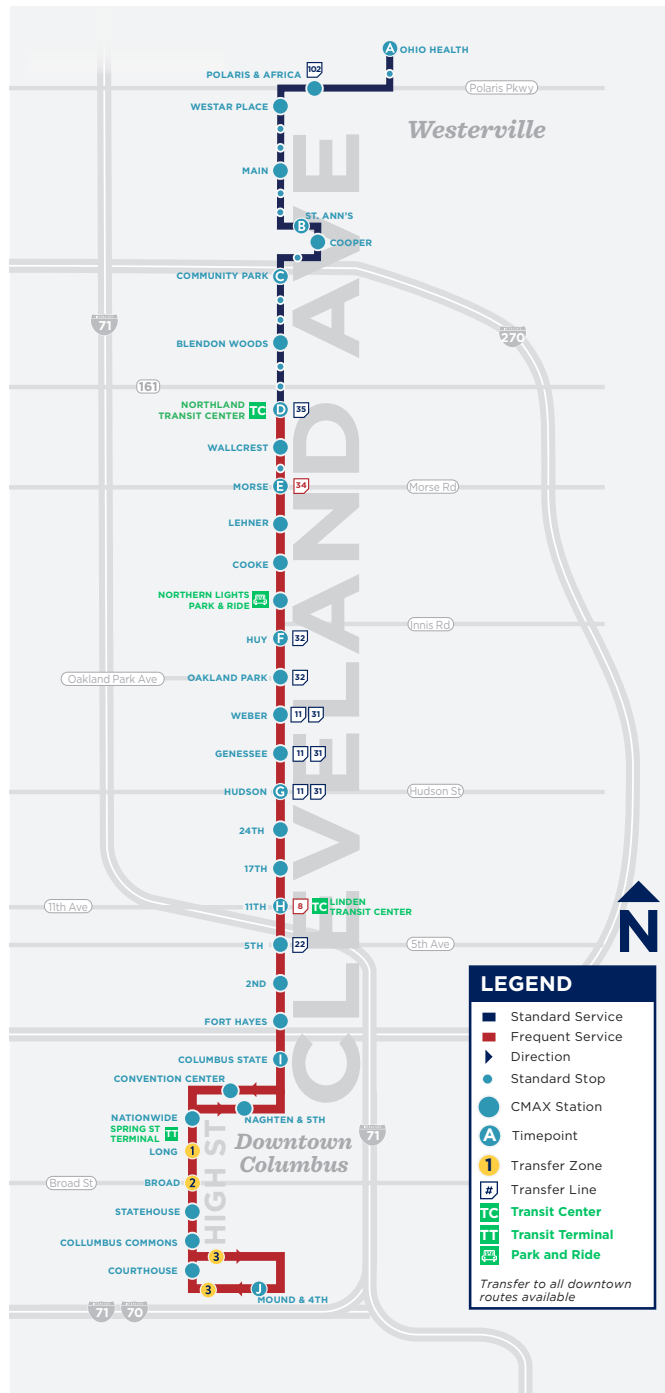 A OHIO HEALTH
102
POLARIS & AFRICA
Polaris Pkwy
WESTAR PLACE
Westerville
MAIN
ST. ANN'S
B
COOPER
COMMUNITY PARK C
71
270
BLENDON WOODS
161
NORTHLAND
TRANSIT CENTER TC D 35
WALLCREST
MORSE E 34 Morse Rd
LEHNER
COOKE
NORTHERN LIGHTS
PARK & RIDE
Innis Rd
HUY F 32
Oakland Park Ave OAKLAND PARK 32
WEBER 11 31
GENESSEE 11 31
HUDSON G 11 31 Hudson St
24TH
17TH
11th Ave 11TH H 8 TC LINDEN
TRANSIT CENTER
5TH 22 5th Ave
2ND
FORT HAYES
COLUMBUS STATE I
CLEVELAND AVE
N
CONVENTION CENTER
NAGHTEN & 5TH
NATIONWIDE
SPRING ST
TERMINAL TT
71
LONG 1
Downtown
Columbus
HIGH ST
Broad St BROAD 2
STATEHOUSE
COLLUMBUS COMMONS
3
COURTHOUSE
3 J
MOUND & 4TH
71 70
LEGEND
Standard Service
Frequent Service
Direction
Standard Stop
CMAX Station
A Timepoint
1 Transfer Zone
# Transfer Line
TC Transit Center
TT Transit Terminal
Park and Ride
Transfer to all downtown
routes available